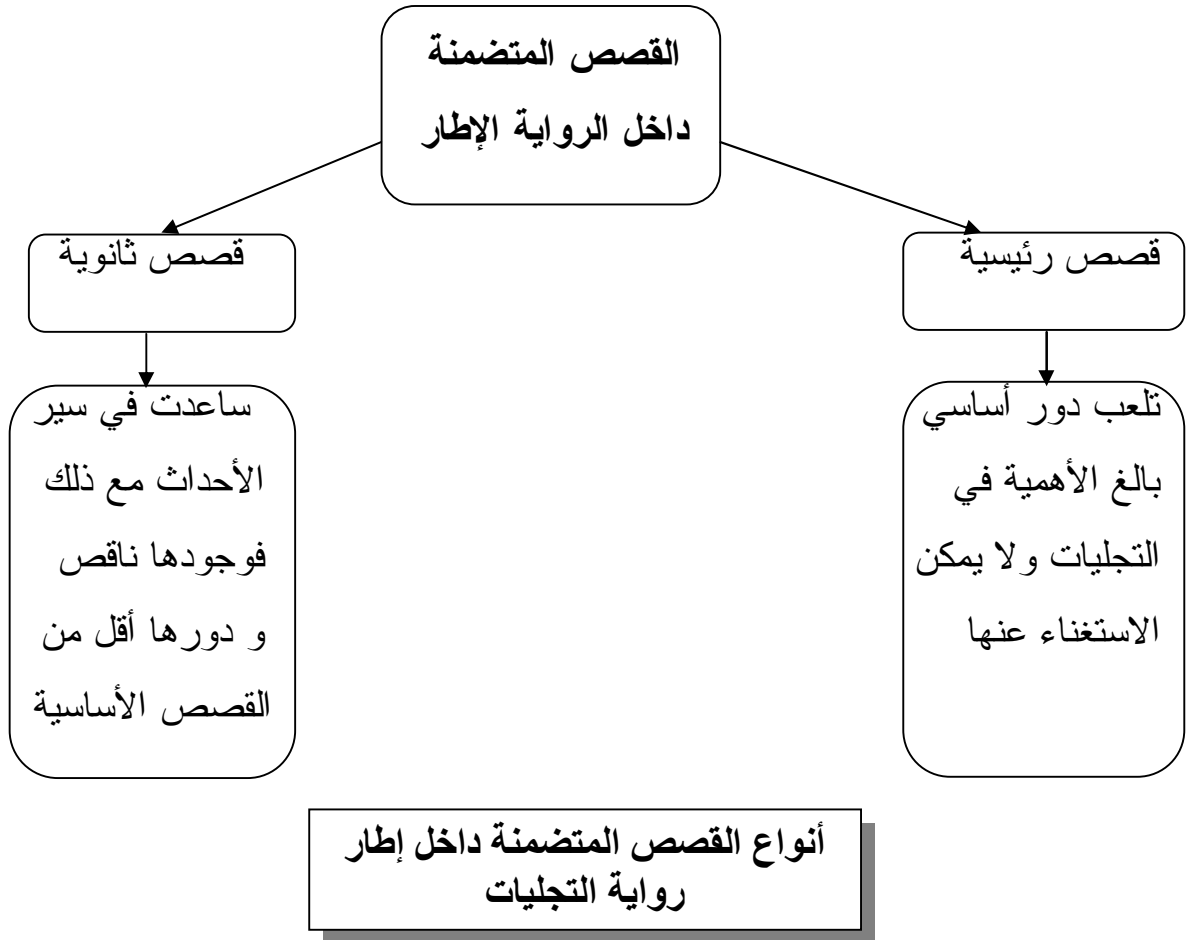 القصص المتضمنة
داخل الرواية الإطار
قصص رئيسية
قصص ثانوية
تلعب دور أساسي
بالغ الأهمية في
التجليات ولا يمكن
الاستغناء عنها
ساعدت في سير
الأحداث مع ذلك
فوجودها ناقص
و دورها أقل من
القصص الأساسية
أنواع القصص المتضمنة داخل إطار
رواية التجليات